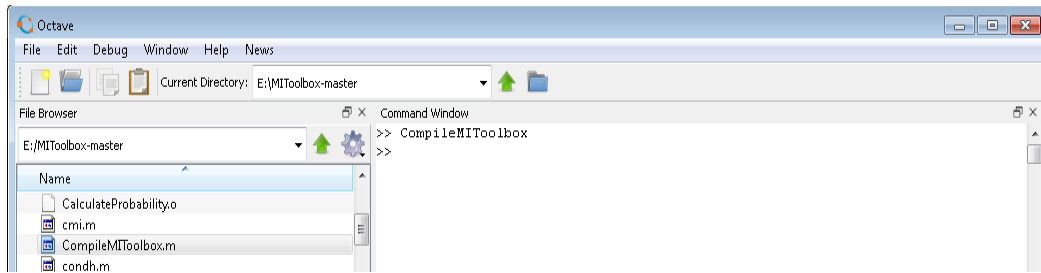 Octave
File Edit Debug Window Help News
Current Directory: E:\MIToolbox-master
File Browser
E:/MIToolbox-master
Name
CalculateProbability.o
cmi.m
CompileMIToolbox.m
condh.m
Command Window
>> CompileMIToolbox
>>